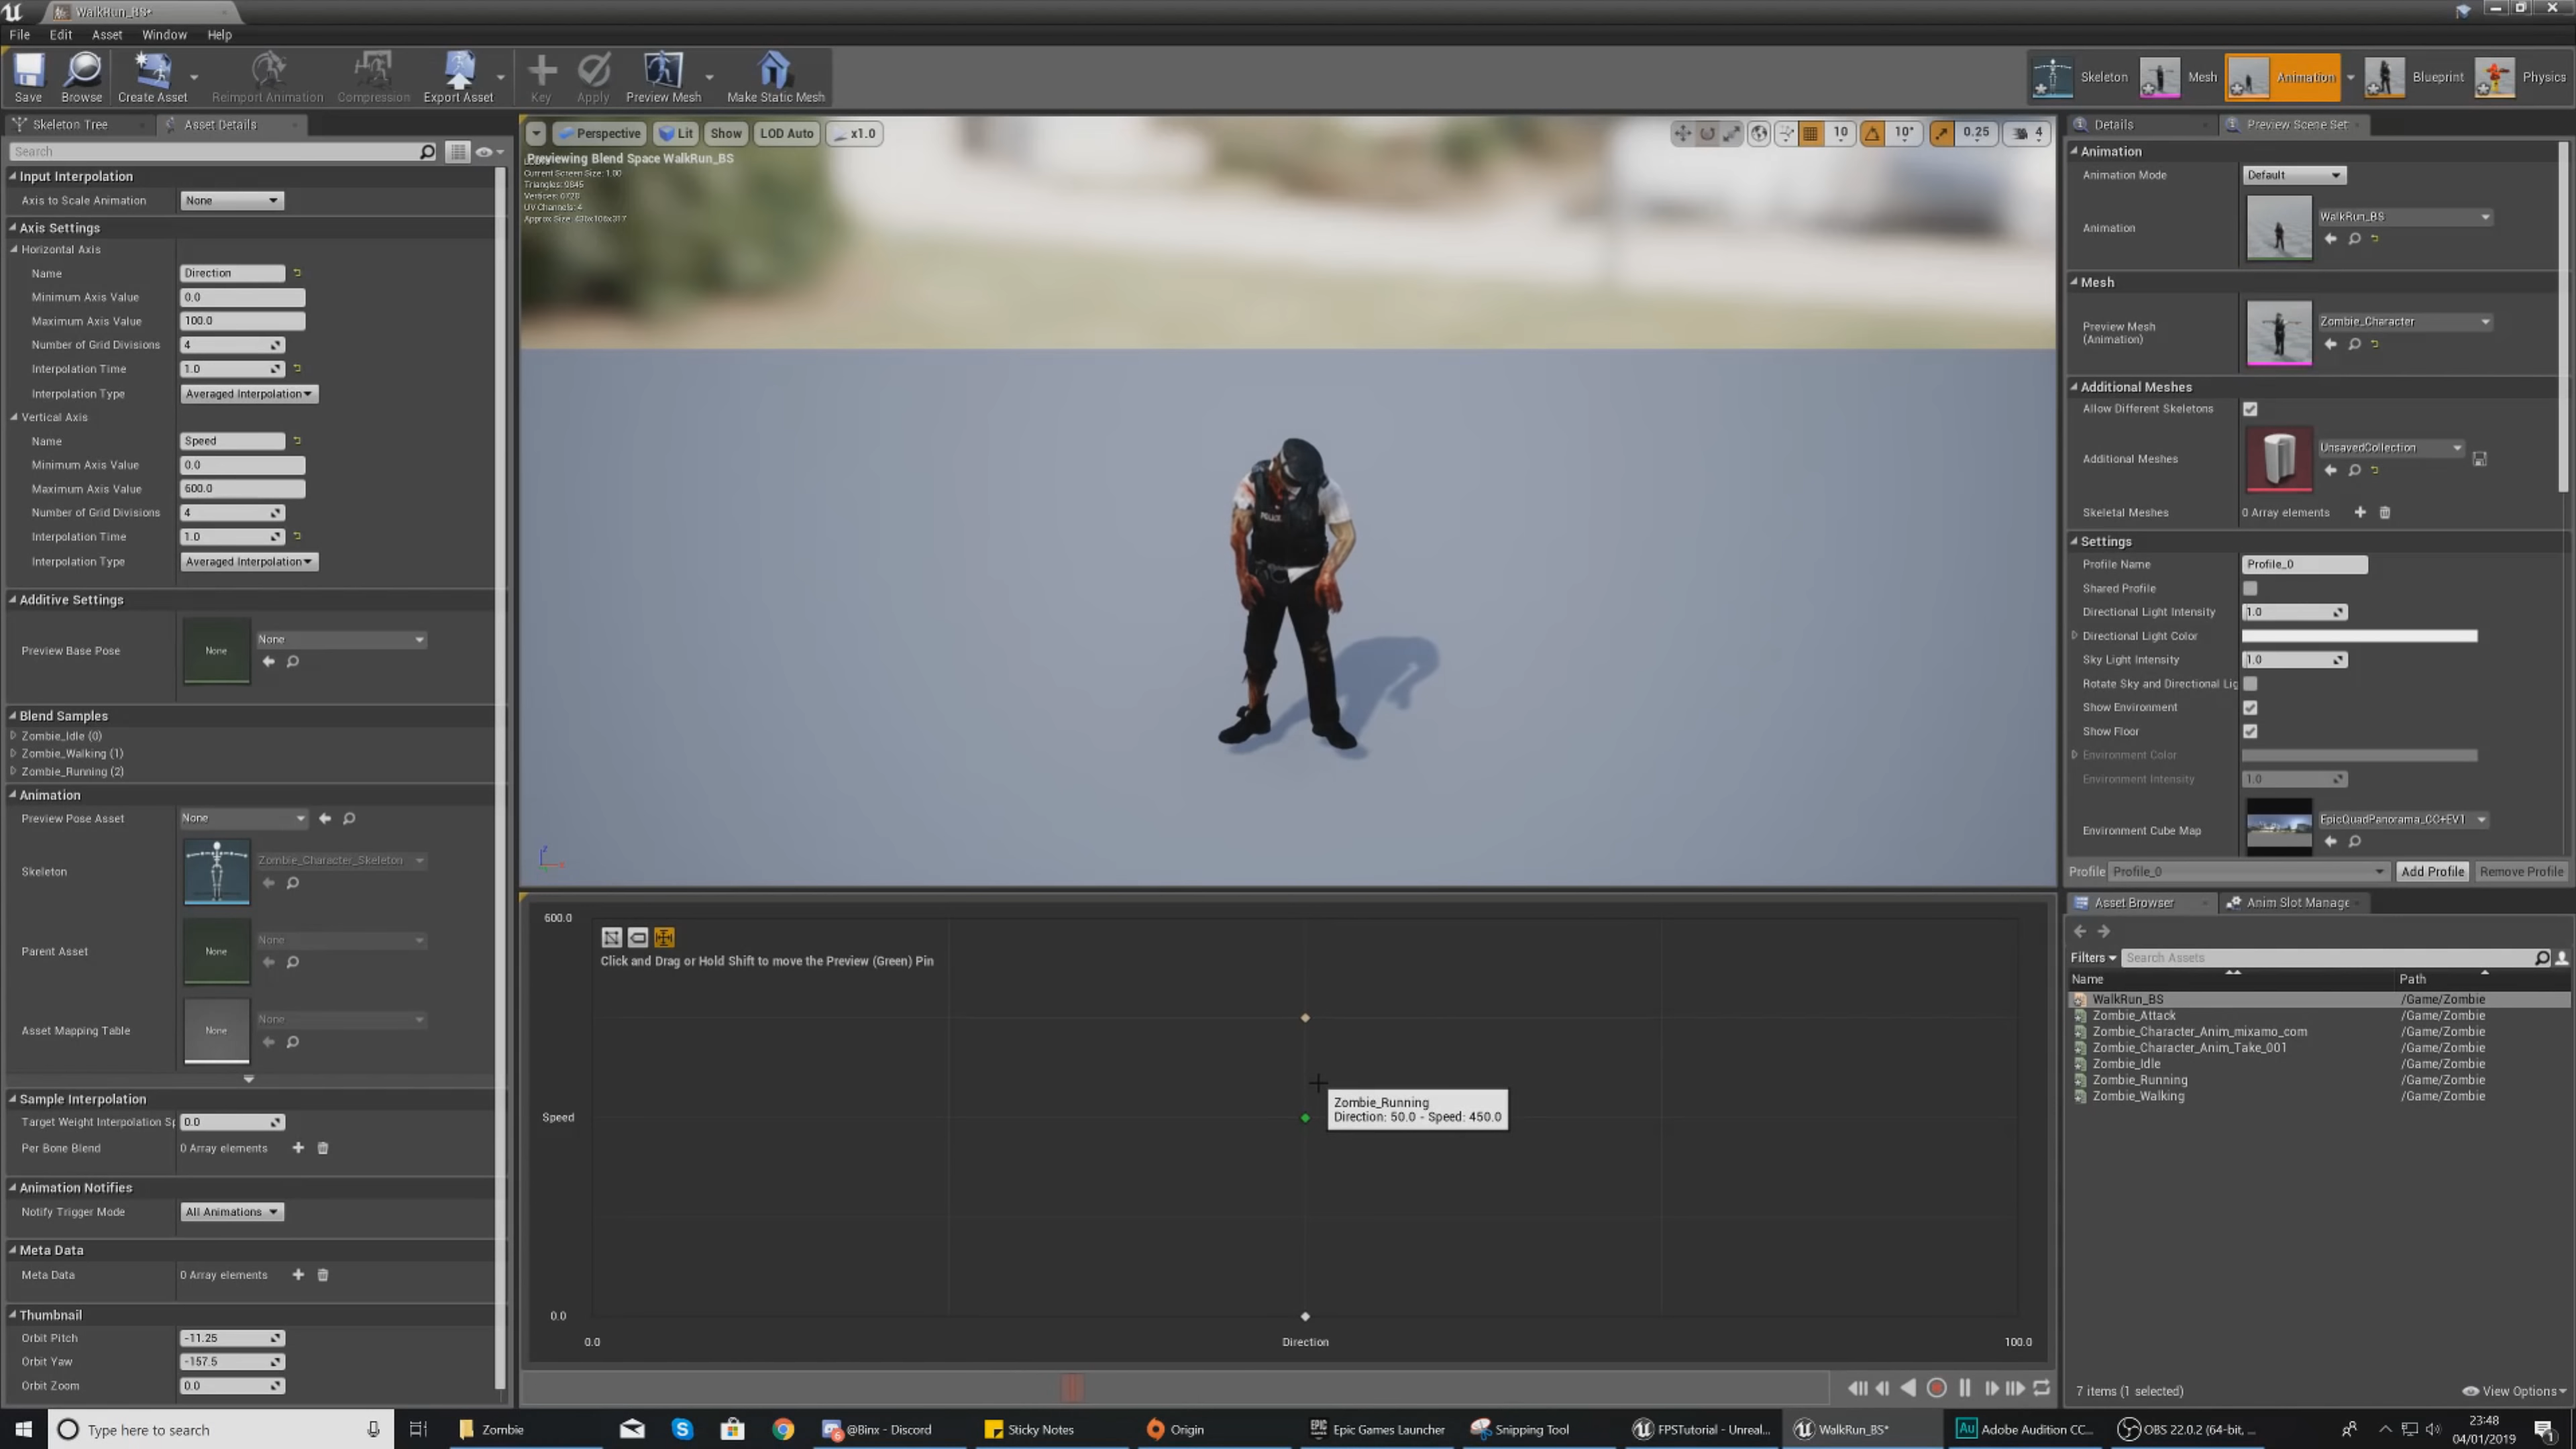 WalkRun_BS*
File Edit Asset Window Help
Save Browse Create Asset Reimport Animation Compression Export Asset Key Apply Preview Mesh Make Static Mesh
Skeleton Mesh Animation Blueprint Physics
Skeleton Tree Asset Details
Search
Input Interpolation
Axis to Scale Animation None
Axis Settings
Horizontal Axis
Name Direction
Minimum Axis Value 0.0
Maximum Axis Value 100.0
Number of Grid Divisions 4
Interpolation Time 1.0
Interpolation Type Averaged Interpolation
Vertical Axis
Name Speed
Minimum Axis Value 0.0
Maximum Axis Value 600.0
Number of Grid Divisions 4
Interpolation Time 1.0
Interpolation Type Averaged Interpolation
Additive Settings
Preview Base Pose None None
Blend Samples
Zombie_Idle (0)
Zombie_Walking (1)
Zombie_Running (2)
Animation
Preview Pose Asset None
Skeleton Zombie_Character_Skeleton
Parent Asset None None
Asset Mapping Table None None
Sample Interpolation
Target Weight Interpolation Sp 0.0
Per Bone Blend 0 Array elements
Animation Notifies
Notify Trigger Mode All Animations
Meta Data
Meta Data 0 Array elements
Thumbnail
Orbit Pitch -11.25
Orbit Yaw -157.5
Orbit Zoom 0.0
Perspective Lit Show LOD Auto x1.0
10 10° 0.25 4
Previewing Blend Space WalkRun_BS
Current Screen Size: 1.00
UV Channels: 4
POLICE
600.0
Click and Drag or Hold Shift to move the Preview (Green) Pin
Speed
Zombie_Running
Direction: 50.0 - Speed: 450.0
0.0
0.0 Direction 100.0
Details Preview Scene Set
Animation
Animation Mode Default
Animation WalkRun_BS
Mesh
Preview Mesh (Animation) Zombie_Character
Additional Meshes
Allow Different Skeletons
Additional Meshes UnsavedCollection
Skeletal Meshes 0 Array elements
Settings
Profile Name Profile_0
Shared Profile
Directional Light Intensity 1.0
Directional Light Color
Sky Light Intensity 1.0
Rotate Sky and Directional Lig
Show Environment
Show Floor
Environment Color
Environment Intensity 1.0
Environment Cube Map EpicQuadPanorama_CC+EV1
Profile Profile_0 Add Profile Remove Profile
Asset Browser Anim Slot Manage
Filters Search Assets
Name Path
WalkRun_BS /Game/Zombie
Zombie_Attack /Game/Zombie
Zombie_Character_Anim_mixamo_com /Game/Zombie
Zombie_Character_Anim_Take_001 /Game/Zombie
Zombie_Idle /Game/Zombie
Zombie_Running /Game/Zombie
Zombie_Walking /Game/Zombie
7 items (1 selected) View Options
Type here to search Zombie @Binx - Discord Sticky Notes Origin Epic Games Launcher Snipping Tool FPSTutorial - Unreal... WalkRun_BS* Adobe Audition CC... OBS 22.0.2 (64-bit, ...
23:48
04/01/2019